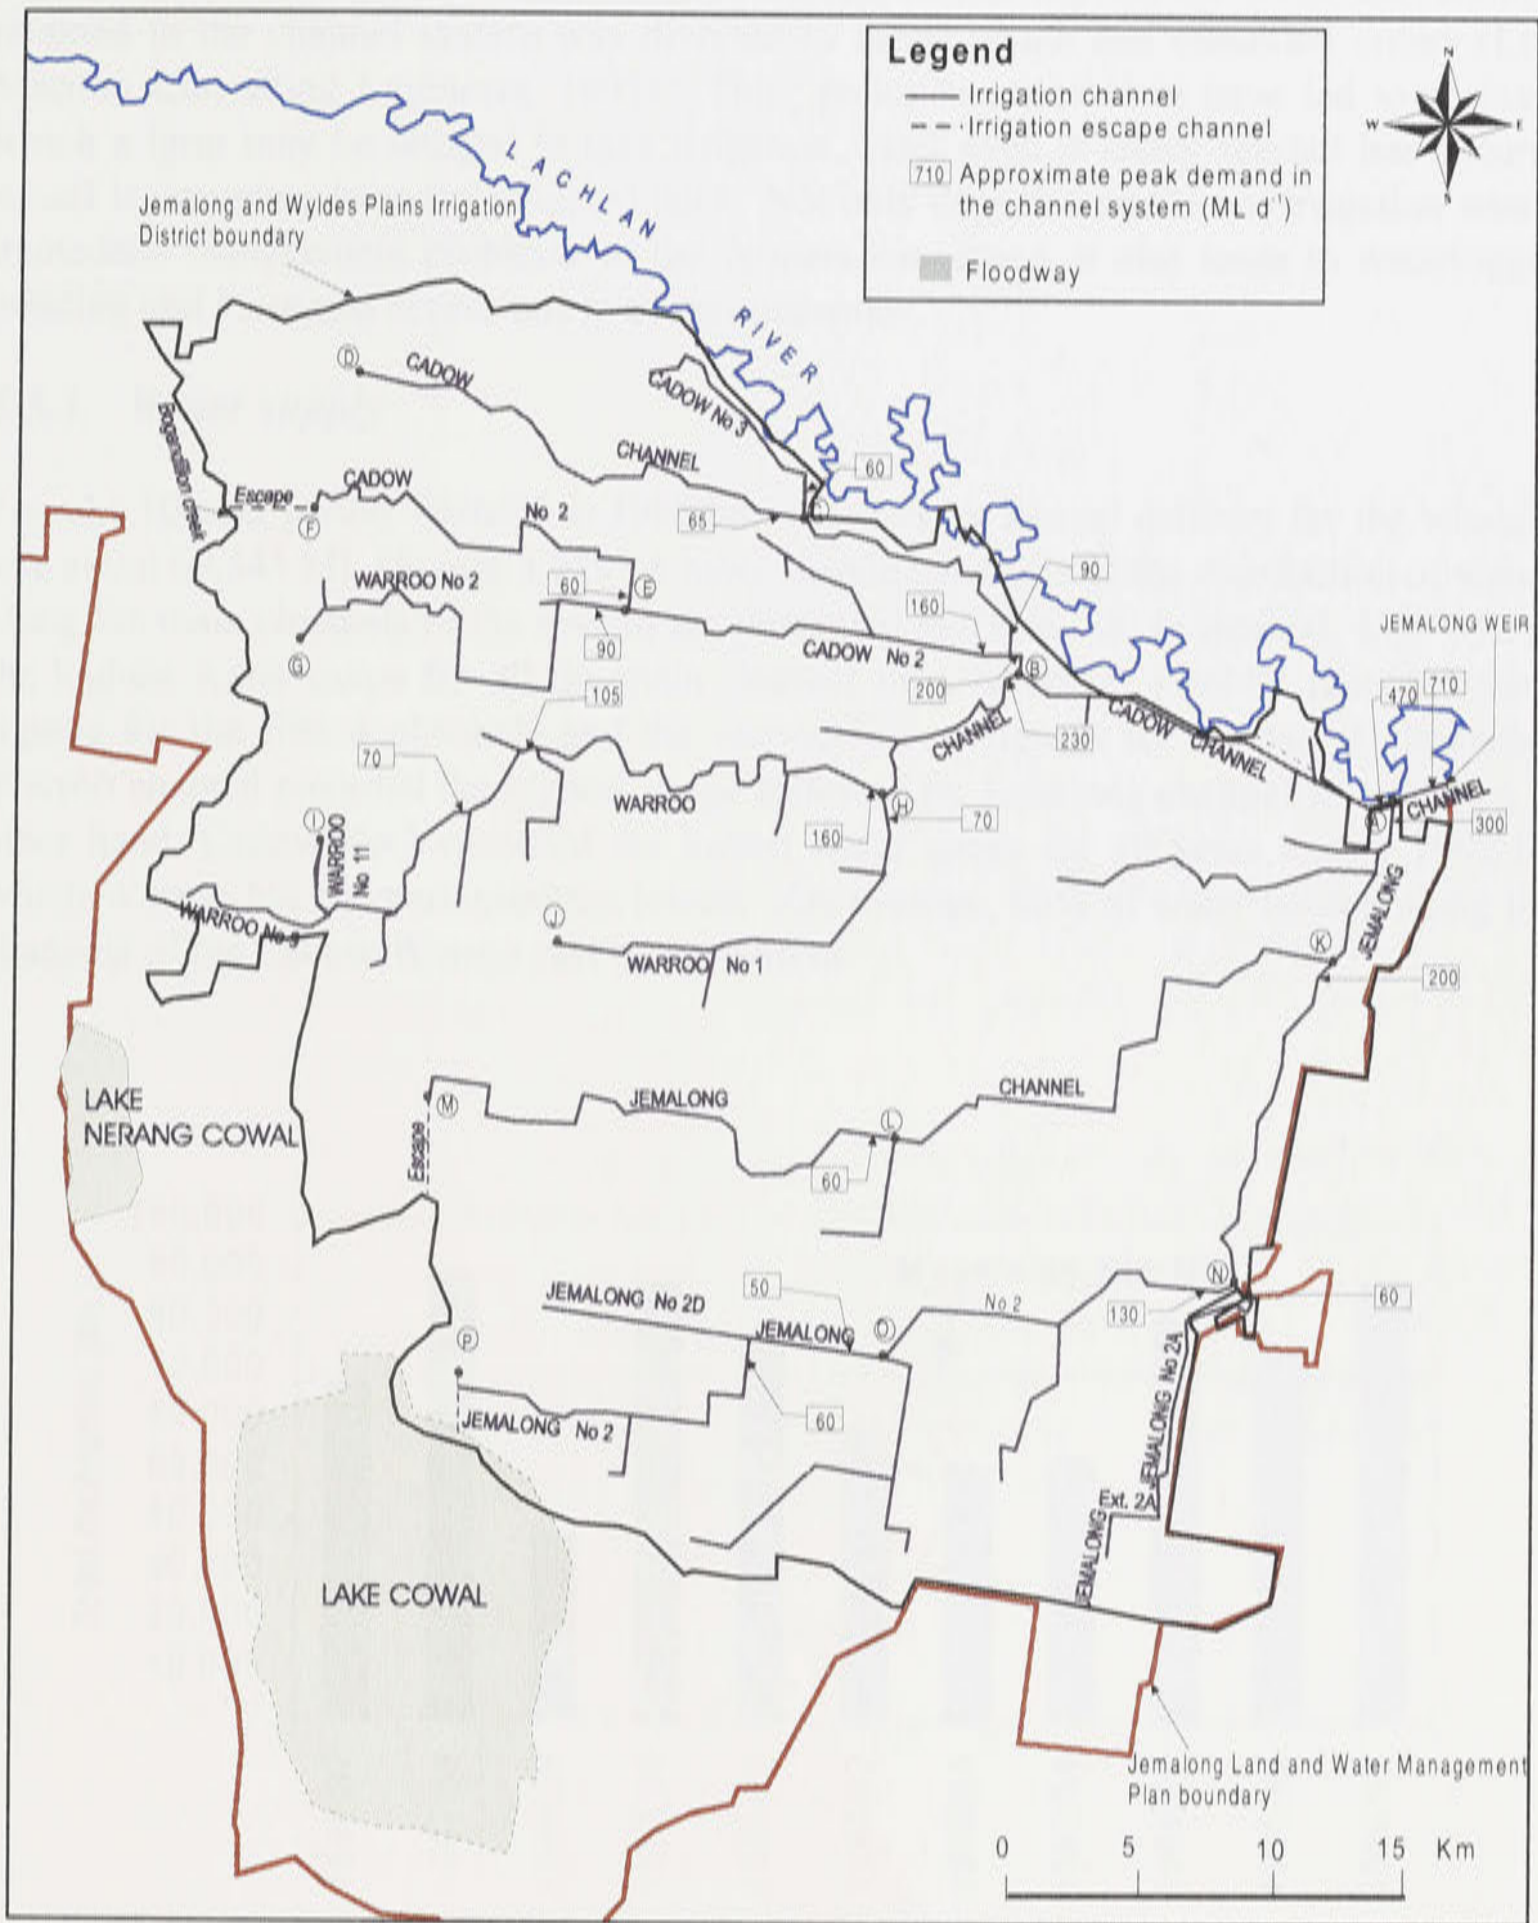 Legend
Irrigation channel
Irrigation escape channel
710 Approximate peak demand in
the channel system (ML d⁻¹)
Floodway
N
W
E
S
LACHLAN
RIVER
Jemalong and Wyldes Plains Irrigation
District boundary
D
CADOW
CADOW No 3
CHANNEL
60
65
C
Bogandillon creek
Escape
CADOW
F
No 2
WARROO No 2
60
E
90
160
90
JEMALONG WEIR
G
CADOW No 2
B
200
105
CHANNEL
230
CADOW CHANNEL
470
710
CHANNEL
70
WARROO
H
A
300
I
WARROO
No 11
160
70
JEMALONG
WARROO No 9
J
WARROO No 1
K
200
LAKE
NERANG COWAL
M
JEMALONG
CHANNEL
L
Escape
60
N
JEMALONG No 2D
50
JEMALONG
O
No 2
130
60
P
JEMALONG No 2
60
JEMALONG No 2A
Ext. 2A
JEMALONG
LAKE COWAL
Jemalong Land and Water Management
Plan boundary
0 5 10 15 Km